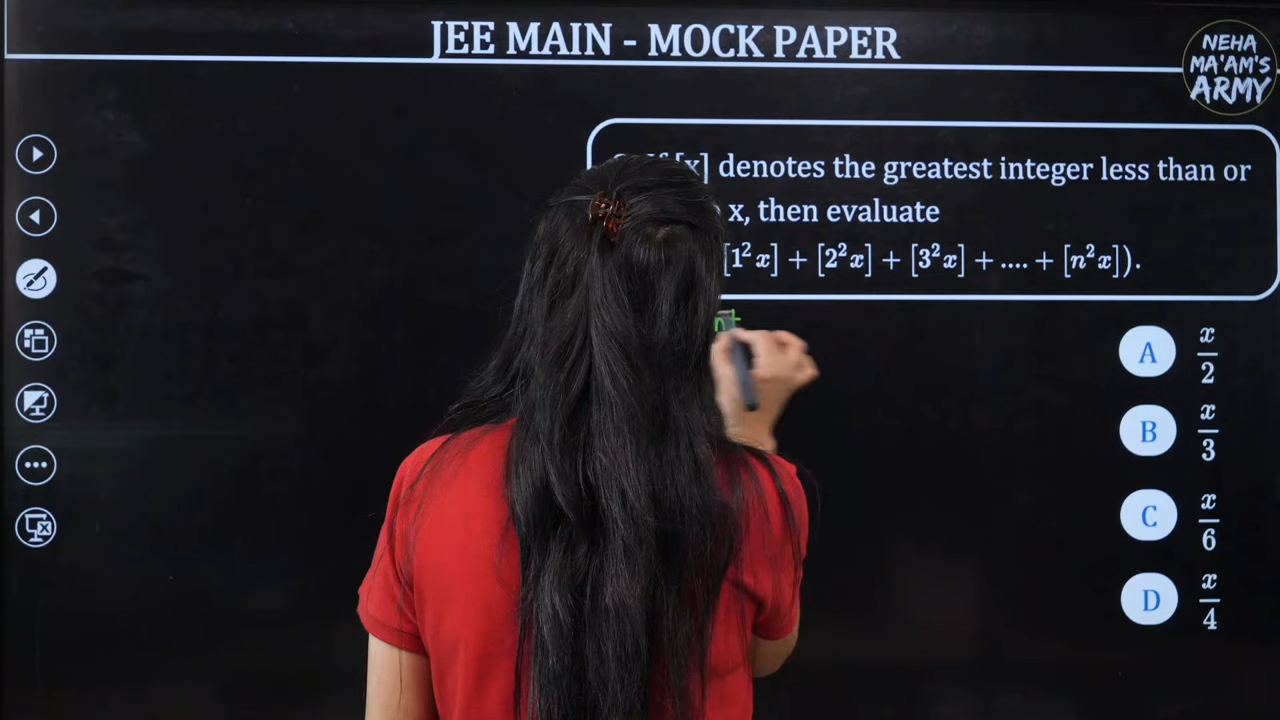 JEE MAIN - MOCK PAPER
NEHA
MA'AM'S
ARMY
[x] denotes the greatest integer less than or
x, then evaluate
[1²x] + [2²x] + [3²x] + .... + [n²x]).
A x/2
B x/3
C x/6
D x/4